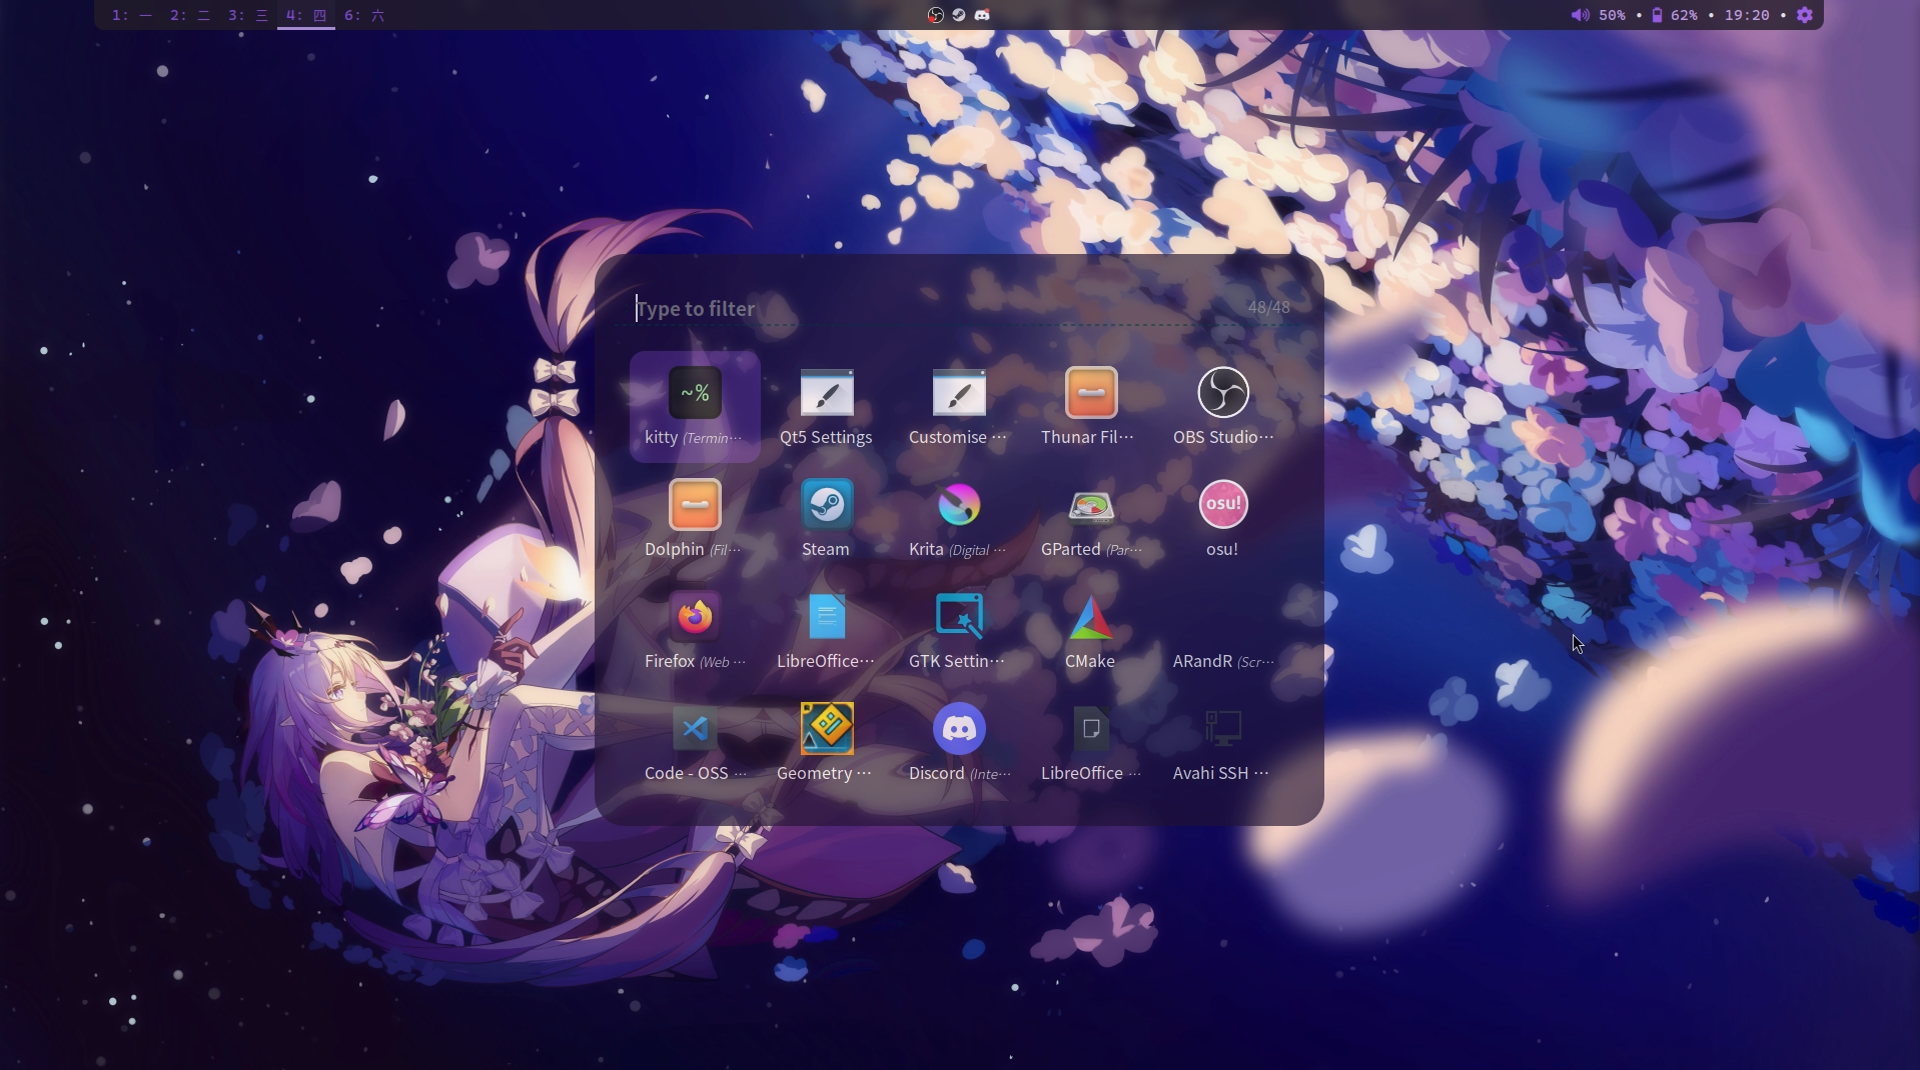 1: 一 2: 二 3: 三 4: 四 6: 六
50% • 62% • 19:20 •
Type to filter 48/48
~%
kitty (Termin… Qt5 Settings Customise … Thunar Fil… OBS Studio…
osu!
Dolphin (Fil… Steam Krita (Digital … GParted (Par… osu!
Firefox (Web … LibreOffice… GTK Settin… CMake ARandR (Scr…
Code - OSS … Geometry … Discord (Inte… LibreOffice … Avahi SSH …